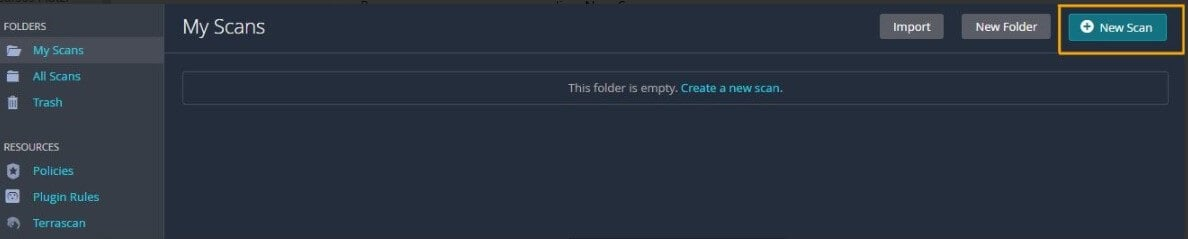 FOLDERS
My Scans
All Scans
Trash
RESOURCES
Policies
Plugin Rules
Terrascan
My Scans
Import
New Folder
New Scan
This folder is empty. Create a new scan.